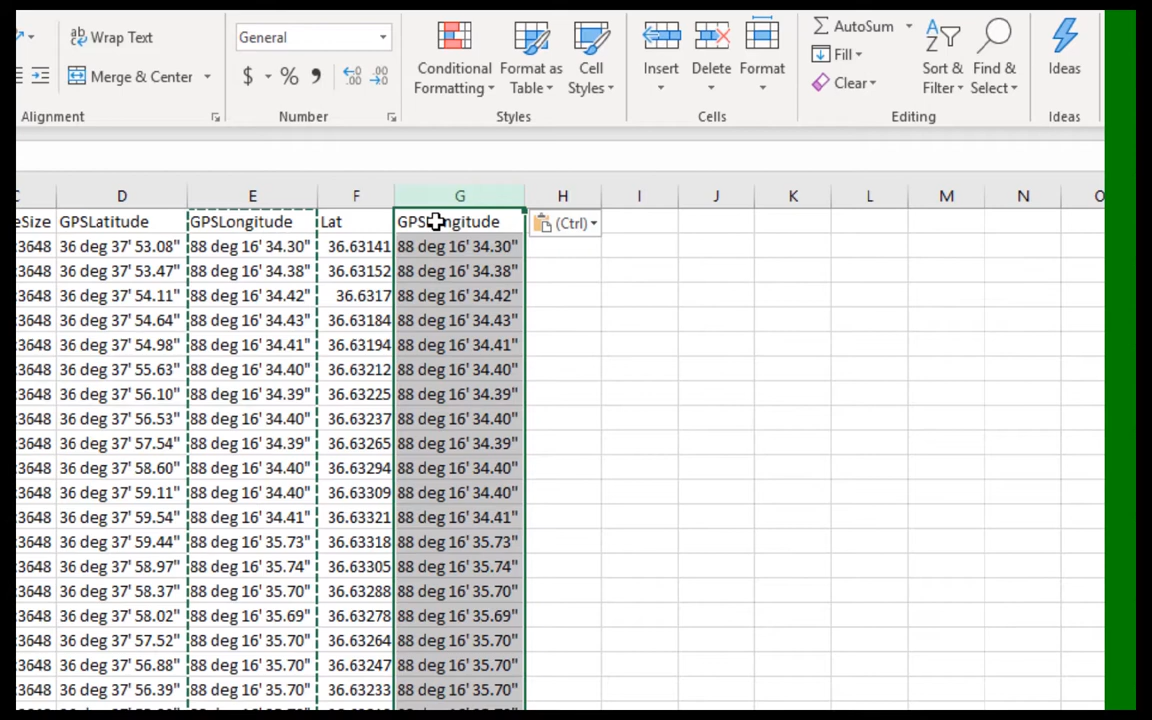 Wrap Text General AutoSum
Merge & Center $ % , Conditional Formatting Format as Table Cell Styles Insert Delete Format Fill Clear Sort & Filter Find & Select Ideas
Alignment Number Styles Cells Editing Ideas
C D E F G H I J K L M N O
eSize GPSLatitude GPSLongitude Lat GPSLongitude (Ctrl)
:3648 36 deg 37' 53.08" 88 deg 16' 34.30" 36.63141 88 deg 16' 34.30"
:3648 36 deg 37' 53.47" 88 deg 16' 34.38" 36.63152 88 deg 16' 34.38"
:3648 36 deg 37' 54.11" 88 deg 16' 34.42" 36.6317 88 deg 16' 34.42"
:3648 36 deg 37' 54.64" 88 deg 16' 34.43" 36.63184 88 deg 16' 34.43"
:3648 36 deg 37' 54.98" 88 deg 16' 34.41" 36.63194 88 deg 16' 34.41"
:3648 36 deg 37' 55.63" 88 deg 16' 34.40" 36.63212 88 deg 16' 34.40"
:3648 36 deg 37' 56.10" 88 deg 16' 34.39" 36.63225 88 deg 16' 34.39"
:3648 36 deg 37' 56.53" 88 deg 16' 34.40" 36.63237 88 deg 16' 34.40"
:3648 36 deg 37' 57.54" 88 deg 16' 34.39" 36.63265 88 deg 16' 34.39"
:3648 36 deg 37' 58.60" 88 deg 16' 34.40" 36.63294 88 deg 16' 34.40"
:3648 36 deg 37' 59.11" 88 deg 16' 34.40" 36.63309 88 deg 16' 34.40"
:3648 36 deg 37' 59.54" 88 deg 16' 34.41" 36.63321 88 deg 16' 34.41"
:3648 36 deg 37' 59.44" 88 deg 16' 35.73" 36.63318 88 deg 16' 35.73"
:3648 36 deg 37' 58.97" 88 deg 16' 35.74" 36.63305 88 deg 16' 35.74"
:3648 36 deg 37' 58.37" 88 deg 16' 35.70" 36.63288 88 deg 16' 35.70"
:3648 36 deg 37' 58.02" 88 deg 16' 35.69" 36.63278 88 deg 16' 35.69"
:3648 36 deg 37' 57.52" 88 deg 16' 35.70" 36.63264 88 deg 16' 35.70"
:3648 36 deg 37' 56.88" 88 deg 16' 35.70" 36.63247 88 deg 16' 35.70"
:3648 36 deg 37' 56.39" 88 deg 16' 35.70" 36.63233 88 deg 16' 35.70"